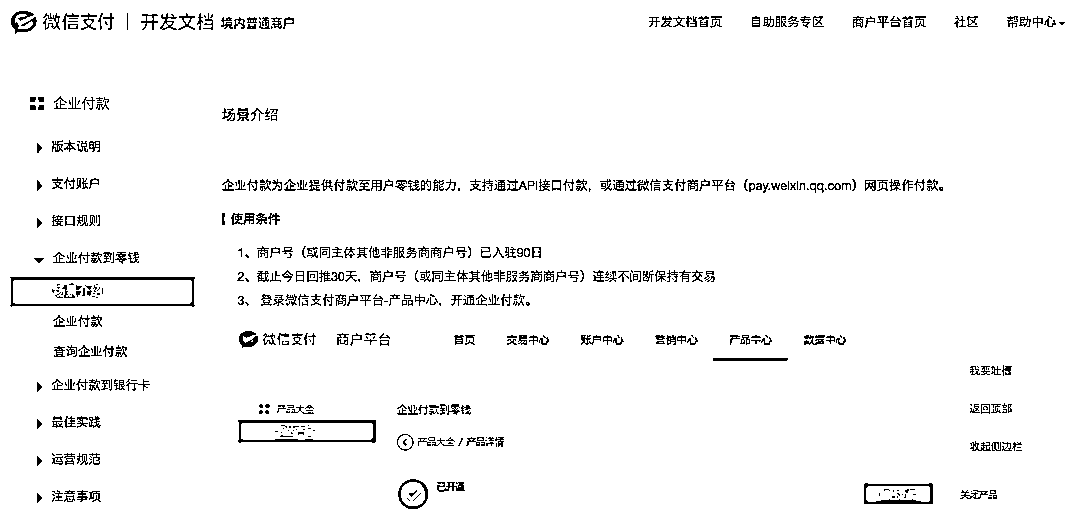 微信支付 | 开发文档 境内普通商户
开发文档首页 自助服务专区 商户平台首页 社区 帮助中心
企业付款
版本说明
支付账户
接口规则
企业付款到零钱
场景介绍
企业付款
查询企业付款
企业付款到银行卡
最佳实践
运营规范
注意事项
场景介绍
企业付款为企业提供付款至用户零钱的能力，支持通过API接口付款，或通过微信支付商户平台（pay.weixin.qq.com）网页操作付款。
使用条件
1、商户号（或同主体其他非服务商商户号）已入驻90日
2、截止今日回推30天，商户号（或同主体其他非服务商商户号）连续不间断保持有交易
3、 登录微信支付商户平台-产品中心，开通企业付款。
微信支付 商户平台
首页 交易中心 账户中心 营销中心 产品中心 数据中心
产品大全
企业付款到零钱
产品大全 / 产品详情
已开通
关闭产品
我要吐槽
返回顶部
收起侧边栏